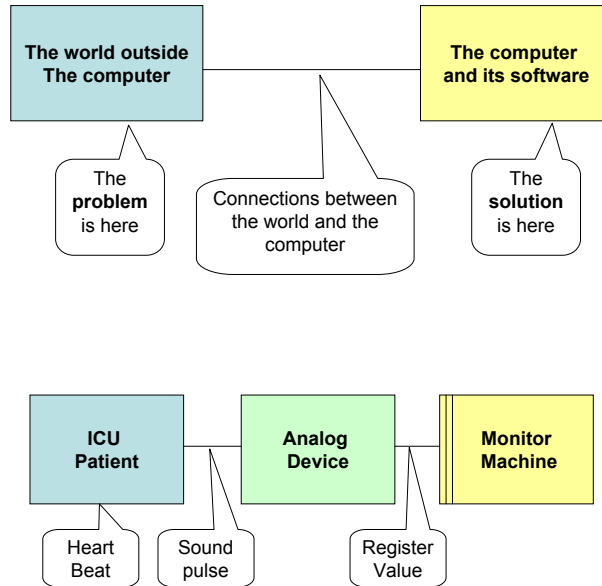 The world outside
The computer
The computer
and its software
The
problem
is here
Connections between
the world and the
computer
The
solution
is here
ICU
Patient
Analog
Device
Monitor
Machine
Heart
Beat
Sound
pulse
Register
Value